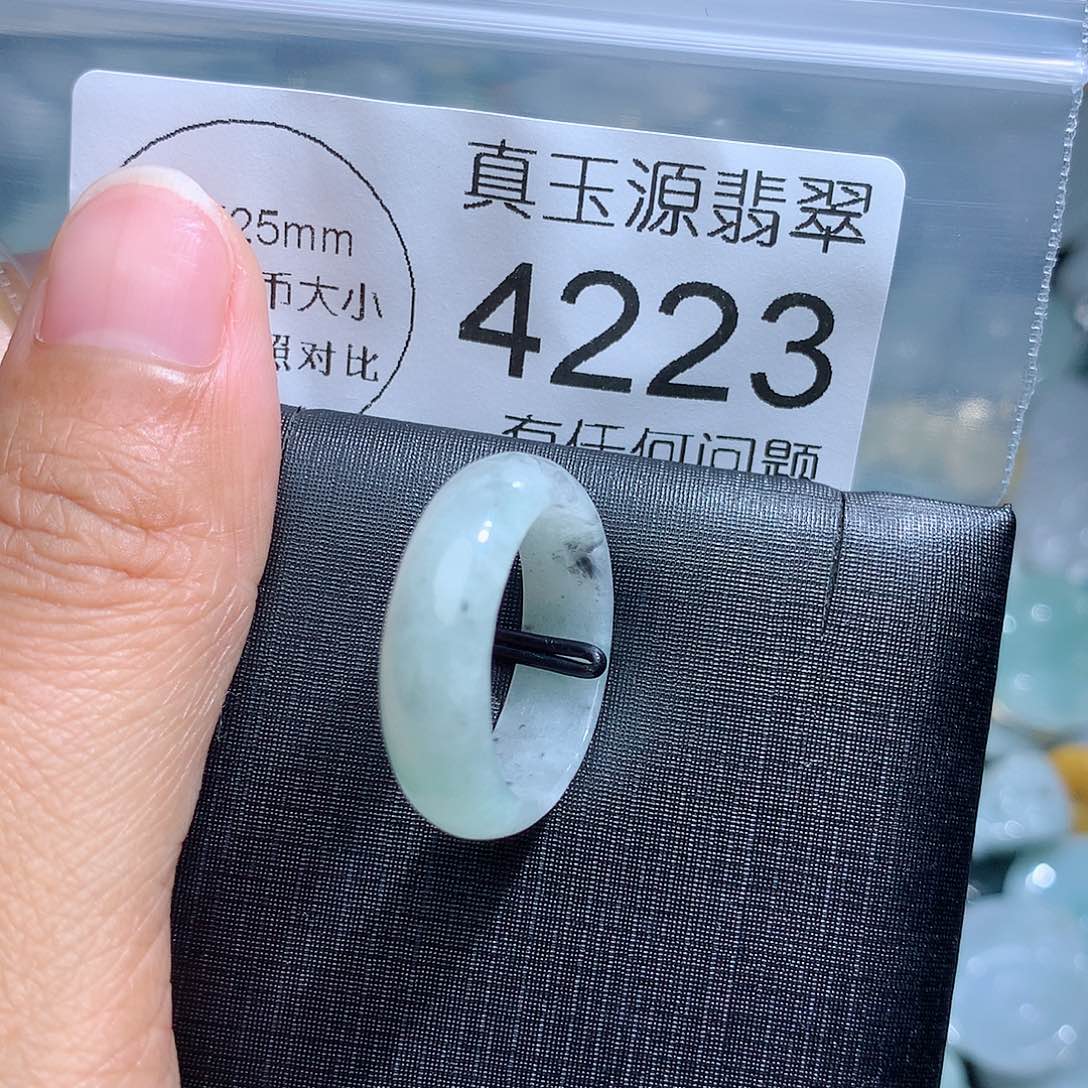 25mm
币大小
照对比
真玉源翡翠
4223
有任何问题